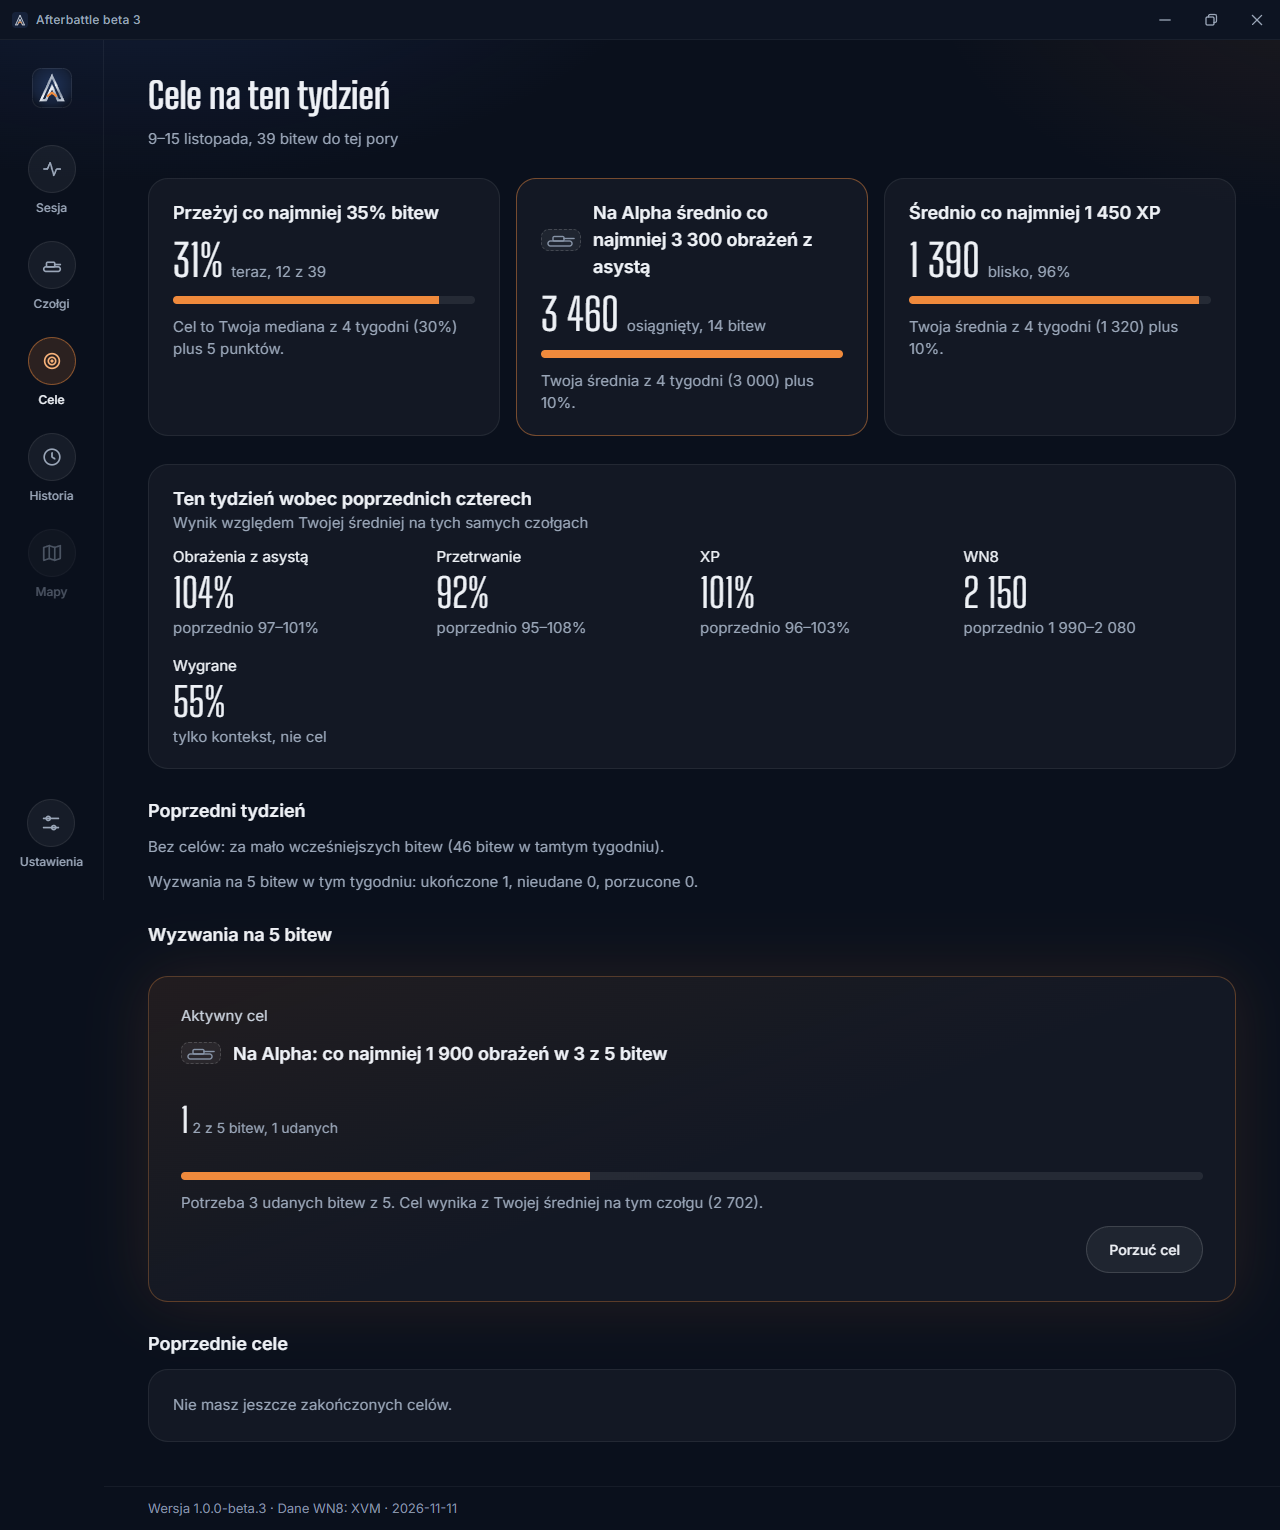 Afterbattle beta 3
Sesja
Czołgi
Cele
Historia
Mapy
Ustawienia
Cele na ten tydzień
9–15 listopada, 39 bitew do tej pory
Przeżyj co najmniej 35% bitew
31% teraz, 12 z 39
Cel to Twoja mediana z 4 tygodni (30%)
plus 5 punktów.
Na Alpha średnio co
najmniej 3 300 obrażeń z
asystą
3 460 osiągnięty, 14 bitew
Twoja średnia z 4 tygodni (3 000) plus
10%.
Średnio co najmniej 1 450 XP
1 390 blisko, 96%
Twoja średnia z 4 tygodni (1 320) plus
10%.
Ten tydzień wobec poprzednich czterech
Wynik względem Twojej średniej na tych samych czołgach
Obrażenia z asystą
104%
poprzednio 97–101%
Przetrwanie
92%
poprzednio 95–108%
XP
101%
poprzednio 96–103%
WN8
2 150
poprzednio 1 990–2 080
Wygrane
55%
tylko kontekst, nie cel
Poprzedni tydzień
Bez celów: za mało wcześniejszych bitew (46 bitew w tamtym tygodniu).
Wyzwania na 5 bitew w tym tygodniu: ukończone 1, nieudane 0, porzucone 0.
Wyzwania na 5 bitew
Aktywny cel
Na Alpha: co najmniej 1 900 obrażeń w 3 z 5 bitew
1 2 z 5 bitew, 1 udanych
Potrzeba 3 udanych bitew z 5. Cel wynika z Twojej średniej na tym czołgu (2 702).
Porzuć cel
Poprzednie cele
Nie masz jeszcze zakończonych celów.
Wersja 1.0.0-beta.3 · Dane WN8: XVM · 2026-11-11